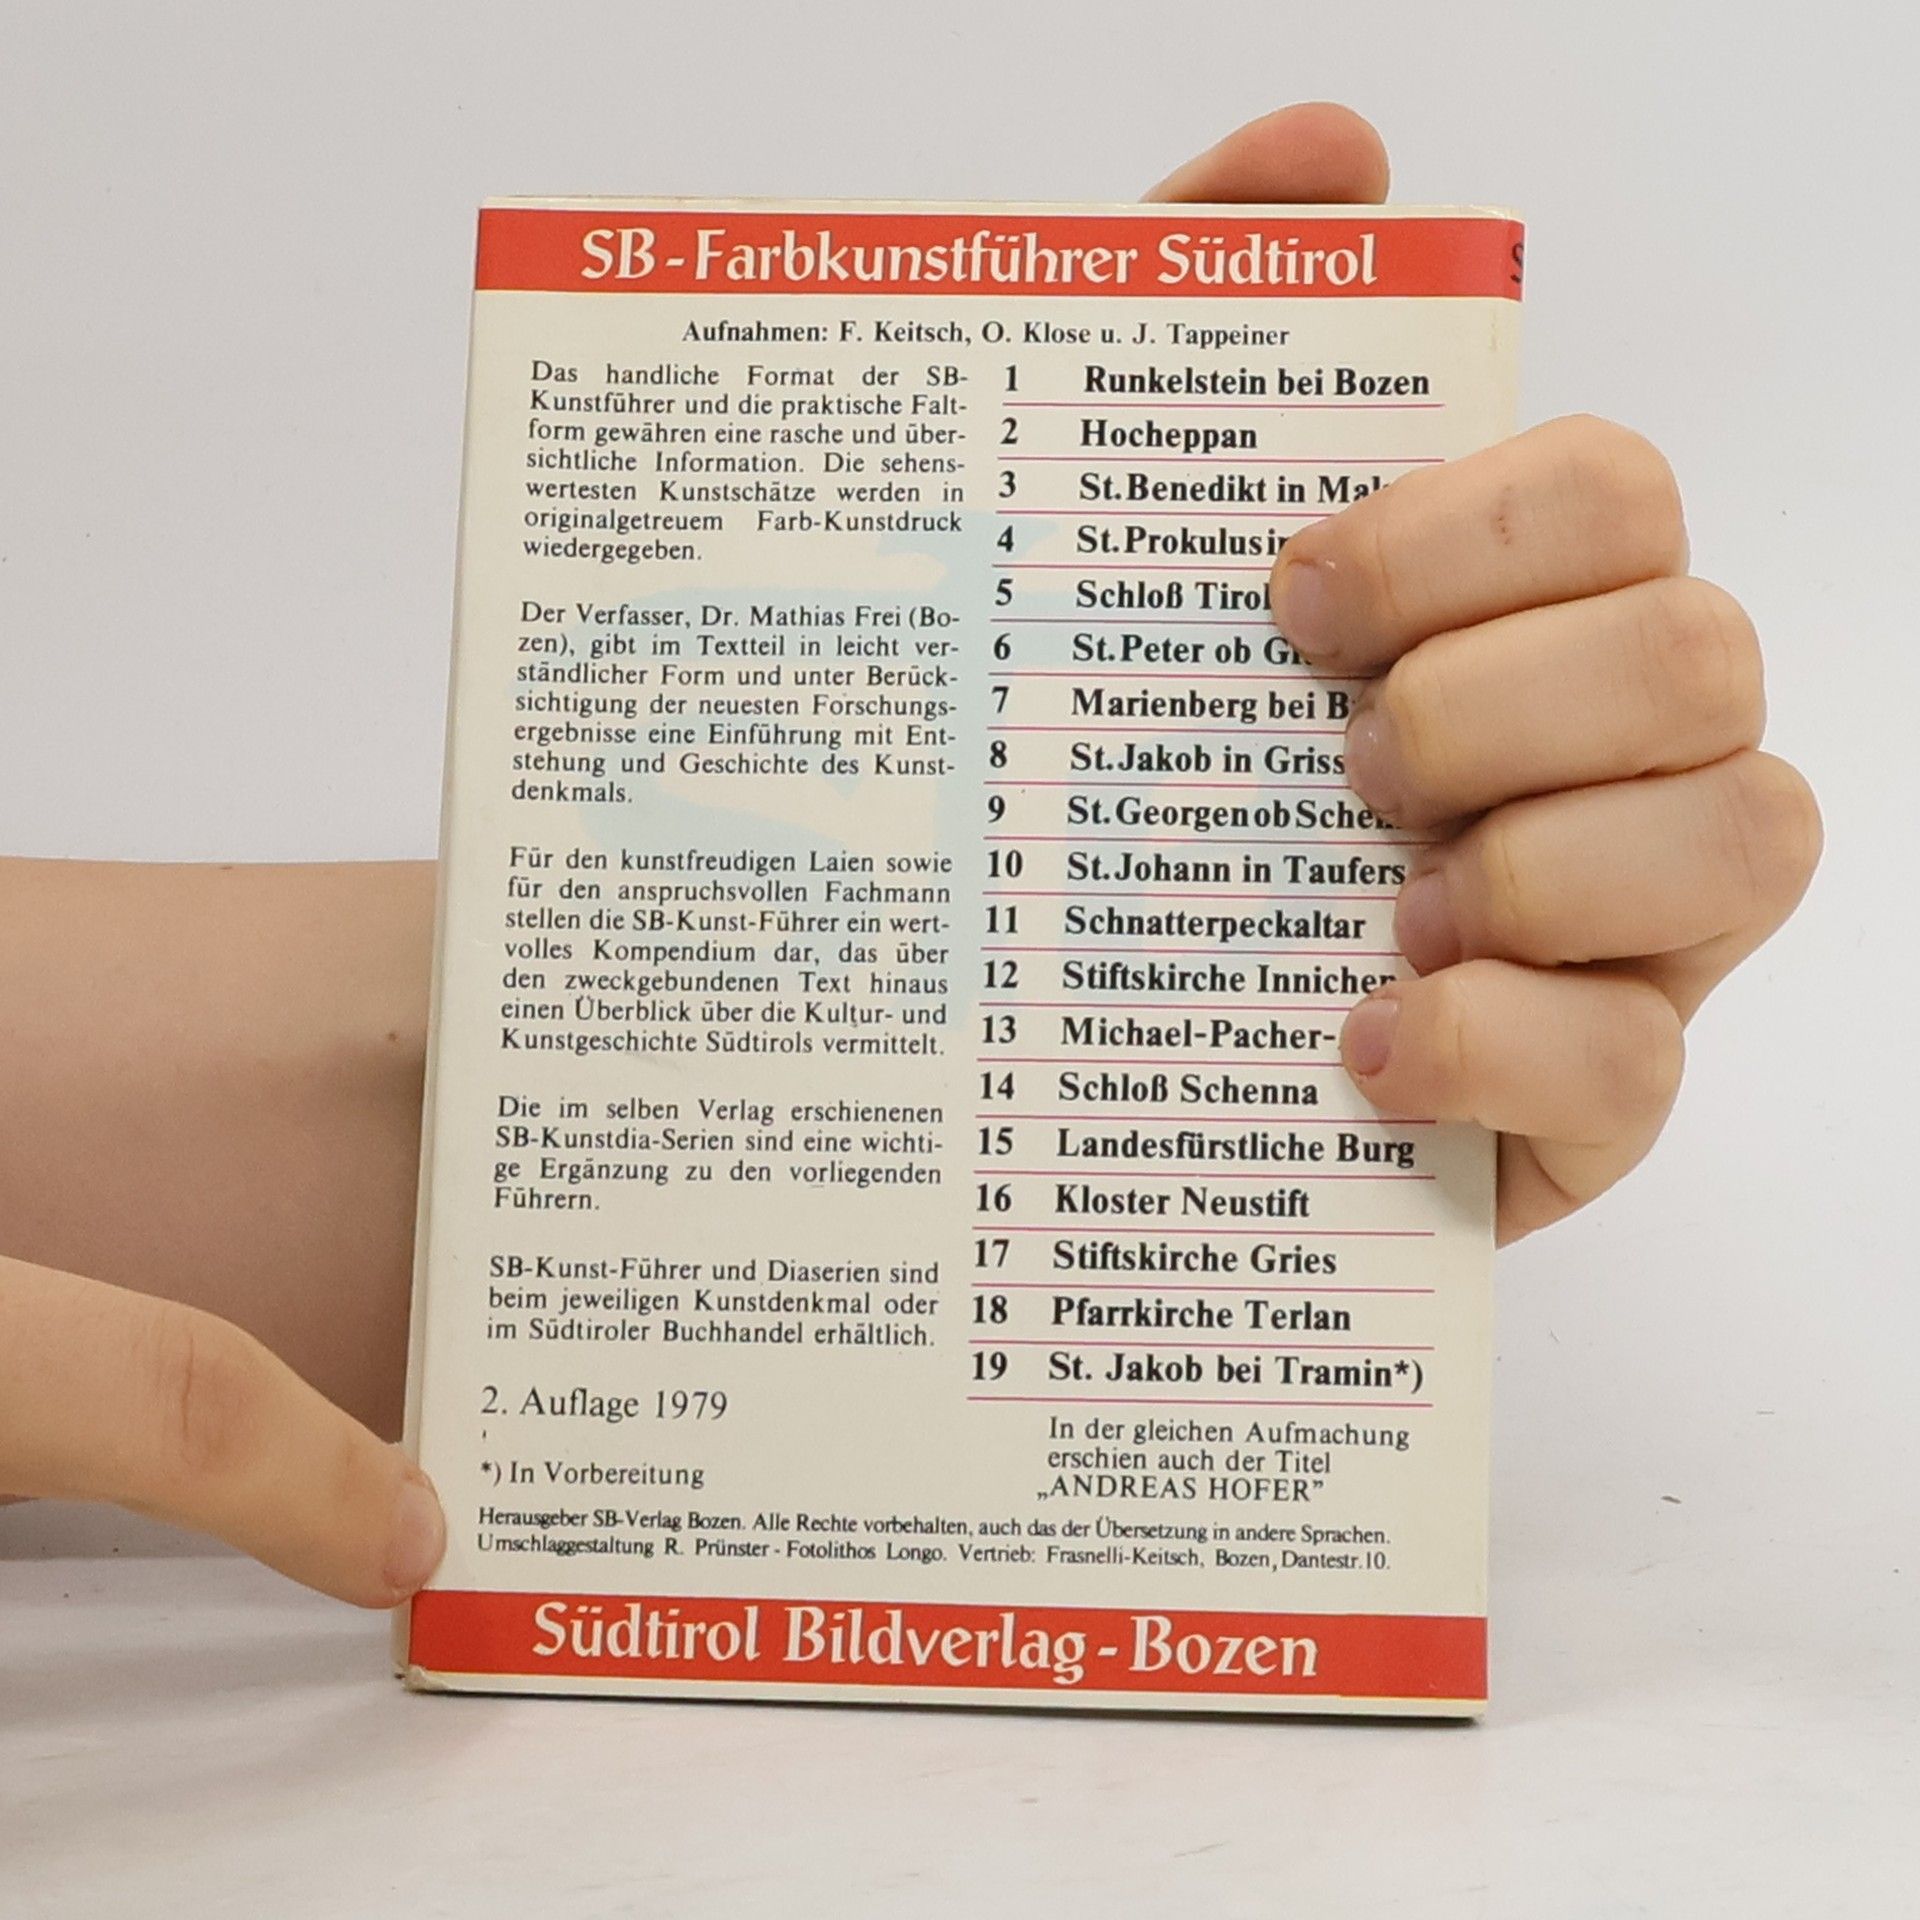 SB-Farbkunstführer Südtirol
Aufnahmen: F. Keitsch, O. Klose u. J. Tappeiner
Das handliche Format der SB-
Kunstführer und die praktische Falt-
form gewähren eine rasche und über-
sichtliche Information. Die sehens-
wertesten Kunstschätze werden in
originalgetreuem Farb-Kunstdruck
wiedergegeben.
Der Verfasser, Dr. Mathias Frei (Bo-
zen), gibt im Textteil in leicht ver-
ständlicher Form und unter Berück-
sichtigung der neuesten Forschungs-
ergebnisse eine Einführung mit Ent-
stehung und Geschichte des Kunst-
denkmals.
Für den kunstfreudigen Laien sowie
für den anspruchsvollen Fachmann
stellen die SB-Kunst-Führer ein wert-
volles Kompendium dar, das über
den zweckgebundenen Text hinaus
einen Überblick über die Kultur- und
Kunstgeschichte Südtirols vermittelt.
Die im selben Verlag erschienenen
SB-Kunstdia-Serien sind eine wichti-
ge Ergänzung zu den vorliegenden
Führern.
SB-Kunst-Führer und Diaserien sind
beim jeweiligen Kunstdenkmal oder
im Südtiroler Buchhandel erhältlich.
2. Auflage 1979
*) In Vorbereitung
1 Runkelstein bei Bozen
2 Hocheppan
3 St. Benedikt in
4 St. Prokulus
5 Schloß Tirol
6 St. Peter ob
7 Marienberg bei
8 St. Jakob in
9 St. Georgen ob
10 St. Johann in Taufers
11 Schnatterpeckaltar
12 Stiftskirche Innichen
13 Michael-Pacher-
14 Schloß Schenna
15 Landesfürstliche Burg
16 Kloster Neustift
17 Stiftskirche Gries
18 Pfarrkirche Terlan
19 St. Jakob bei Tramin*)
In der gleichen Aufmachung
erschien auch der Titel
„ANDREAS HOFER”
Herausgeber SB-Verlag Bozen. Alle Rechte vorbehalten, auch das der Übersetzung in andere Sprachen.
Umschlaggestaltung R. Prünster - Fotolithos Longo. Vertrieb: Frasnelli-Keitsch, Bozen, Dantestr. 10.
Südtirol Bildverlag - Bozen